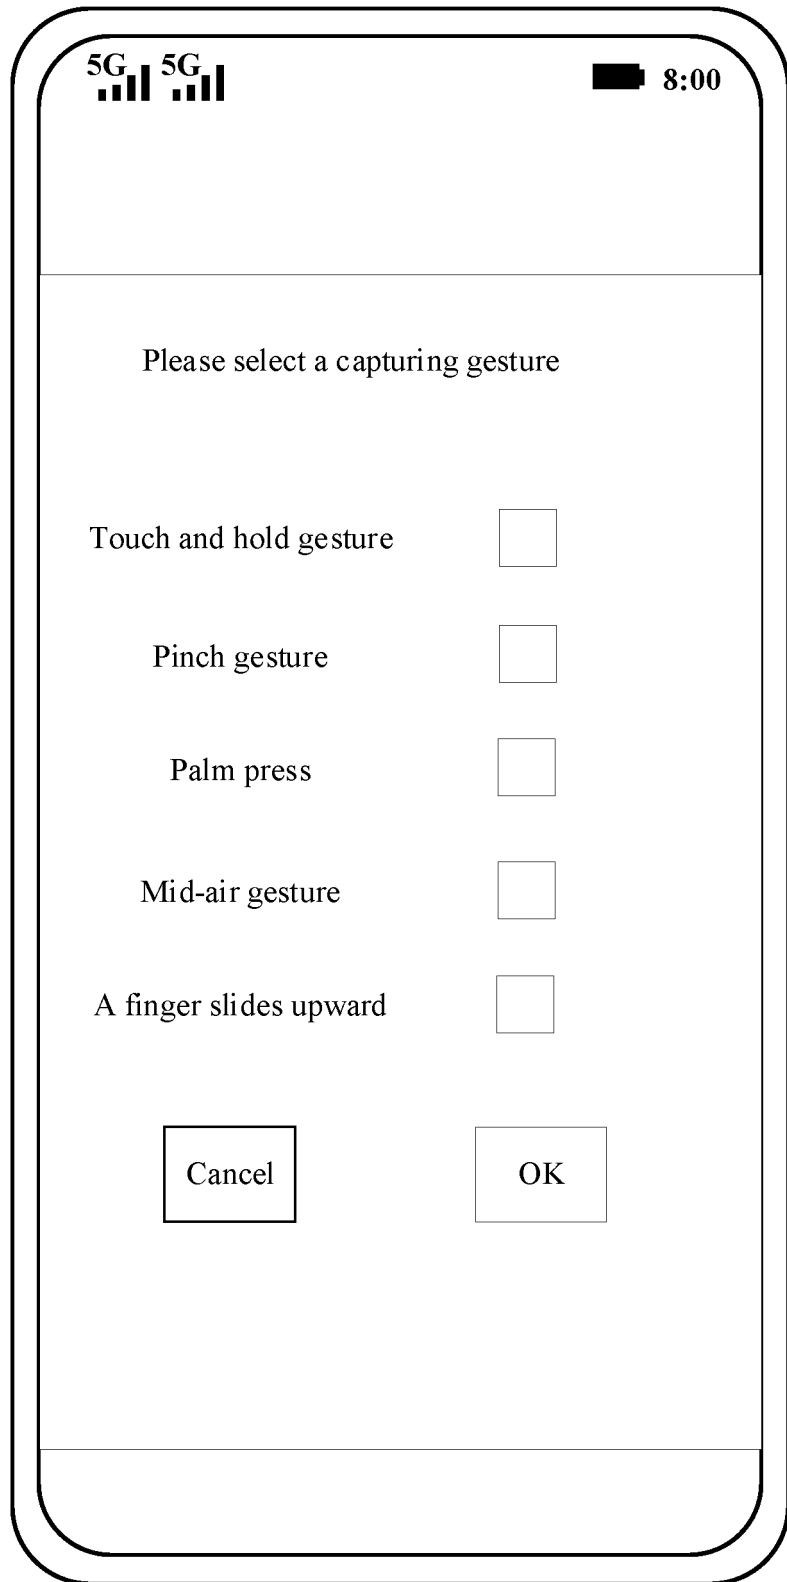 5G 5G 8:00
Please select a capturing gesture
Touch and hold gesture
Pinch gesture
Palm press
Mid-air gesture
A finger slides upward
Cancel OK